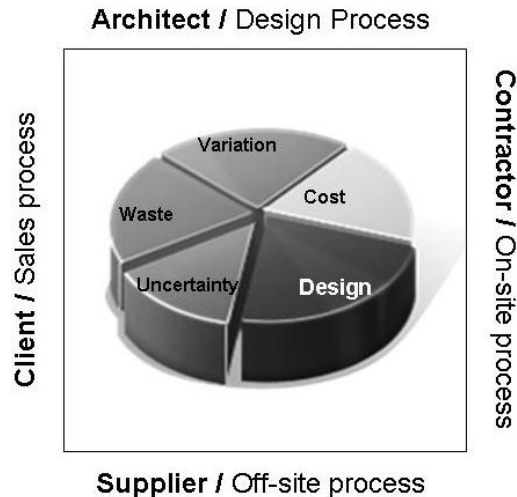 Architect / Design Process
Client / Sales process
Variation
Cost
Waste
Uncertainty
Design
Contractor / On-site process
Supplier / Off-site process